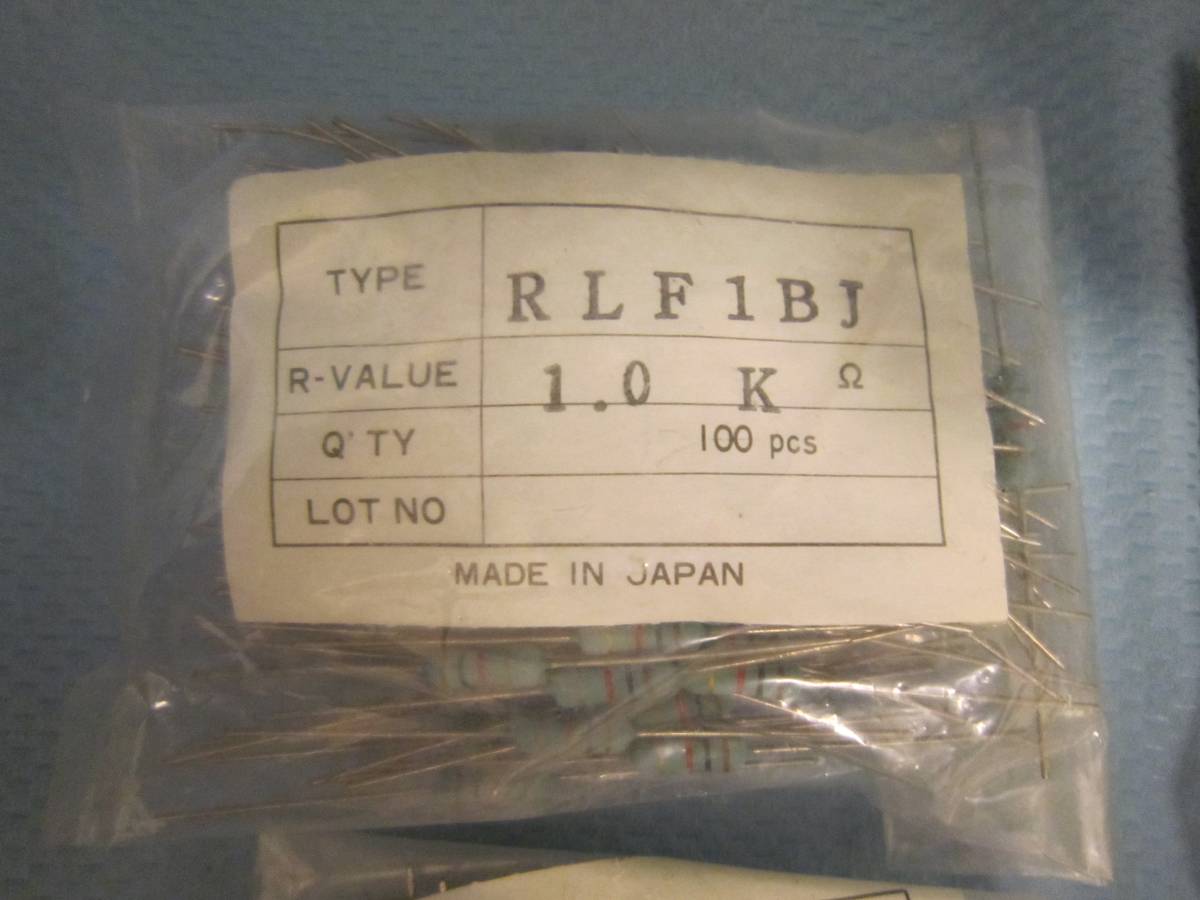 TYPE RLF1BJ
R-VALUE 1.0 K Ω
Q'TY 100 pcs
LOT NO
MADE IN JAPAN